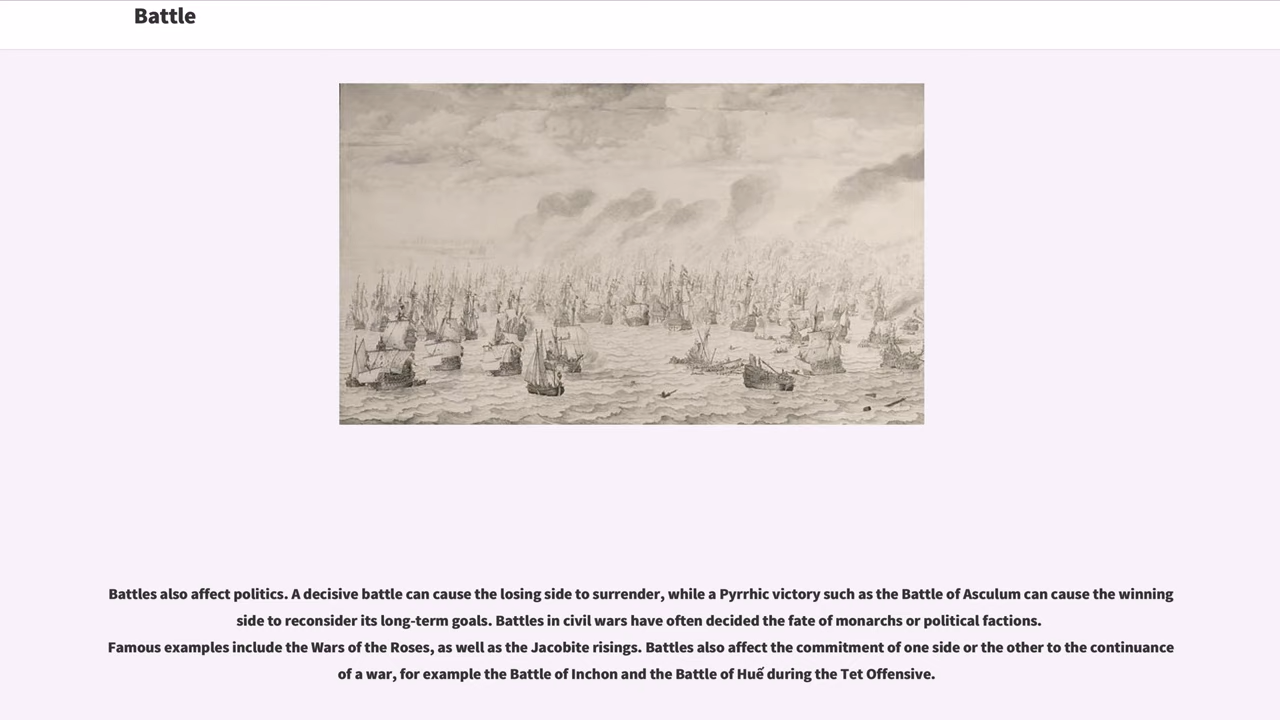 Battle
Battles also affect politics. A decisive battle can cause the losing side to surrender, while a Pyrrhic victory such as the Battle of Asculum can cause the winning
side to reconsider its long-term goals. Battles in civil wars have often decided the fate of monarchs or political factions.
Famous examples include the Wars of the Roses, as well as the Jacobite risings. Battles also affect the commitment of one side or the other to the continuance
of a war, for example the Battle of Inchon and the Battle of Huế during the Tet Offensive.